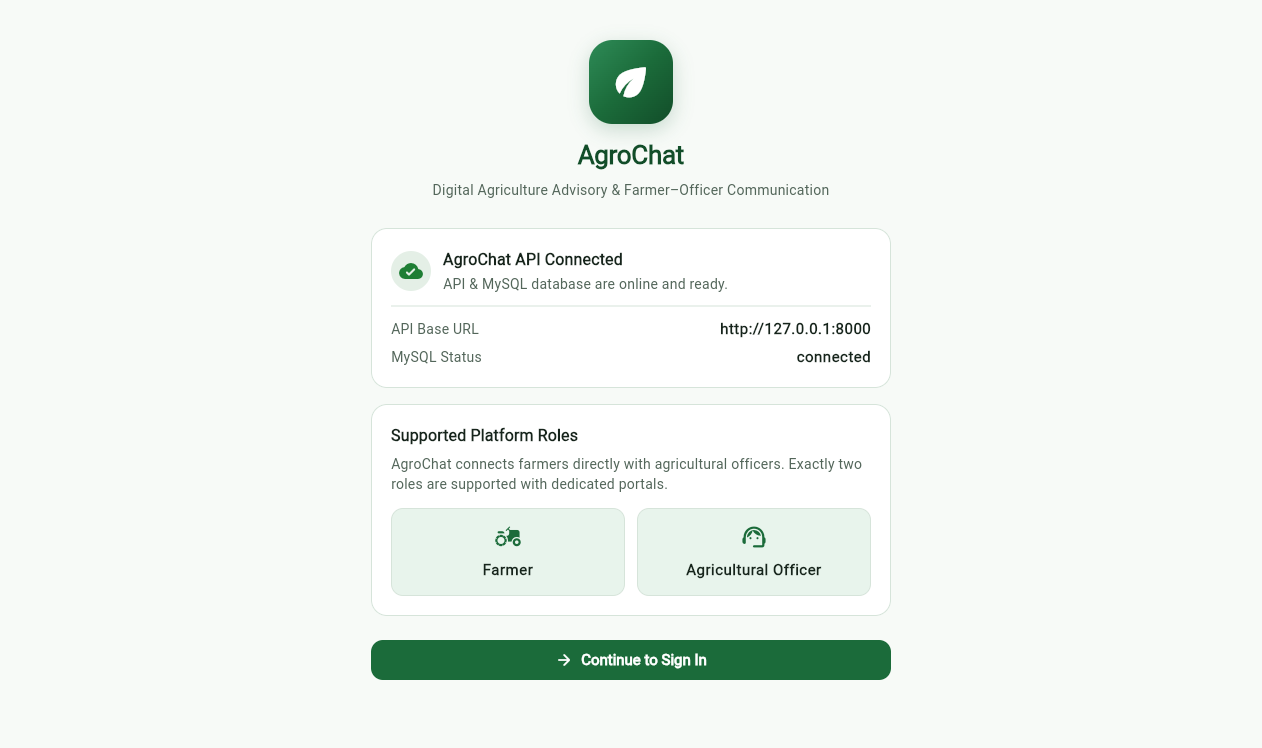 AgroChat
Digital Agriculture Advisory & Farmer–Officer Communication
AgroChat API Connected
API & MySQL database are online and ready.
API Base URL http://127.0.0.1:8000
MySQL Status connected
Supported Platform Roles
AgroChat connects farmers directly with agricultural officers. Exactly two
roles are supported with dedicated portals.
Farmer Agricultural Officer
Continue to Sign In